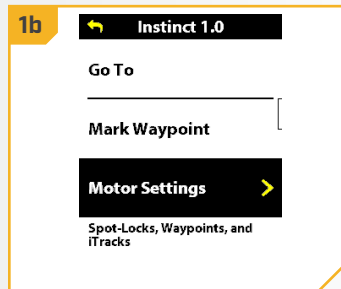 1b
Instinct 1.0
Go To
Mark Waypoint
Motor Settings
Spot-Locks, Waypoints, and
iTracks